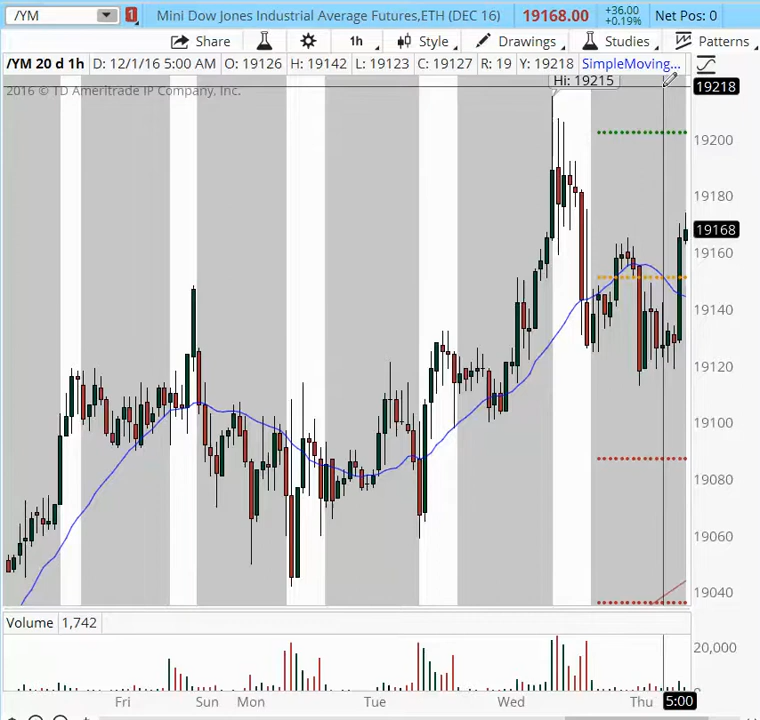 /YM Mini Dow Jones Industrial Average Futures,ETH (DEC 16) 19168.00 +36.00 +0.19% Net Pos: 0
1
Share 1h Style Drawings Studies Patterns
/YM 20 d 1h D: 12/1/16 5:00 AM O: 19126 H: 19142 L: 19123 C: 19127 R: 19 Y: 19218 SimpleMoving...
2016 © TD Ameritrade IP Company, Inc.
Hi: 19215
19218
19200
19180
19168
19160
19140
19120
19100
19080
19060
19040
Volume 1,742
20,000
Fri Sun Mon Tue Wed Thu 5:00